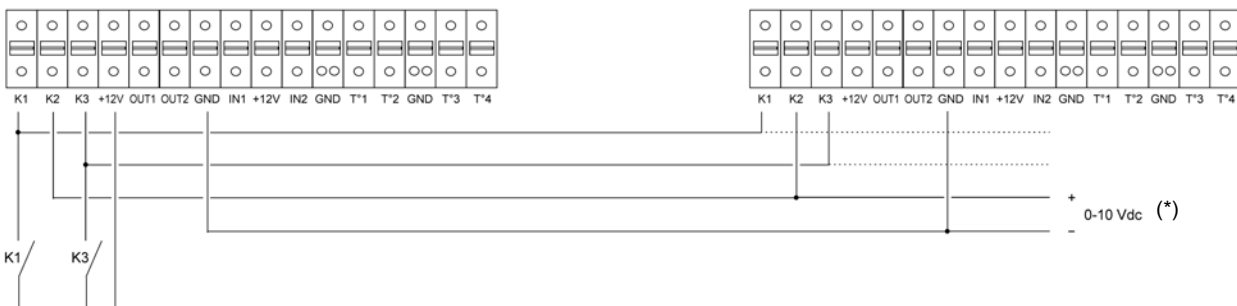 K1 K2 K3 +12V OUT1 OUT2 GND IN1 +12V IN2 GND T°1 T°2 GND T°3 T°4
K1 K2 K3 +12V OUT1 OUT2 GND IN1 +12V IN2 GND T°1 T°2 GND T°3 T°4
+
0-10 Vdc (*)
–
K1 K3